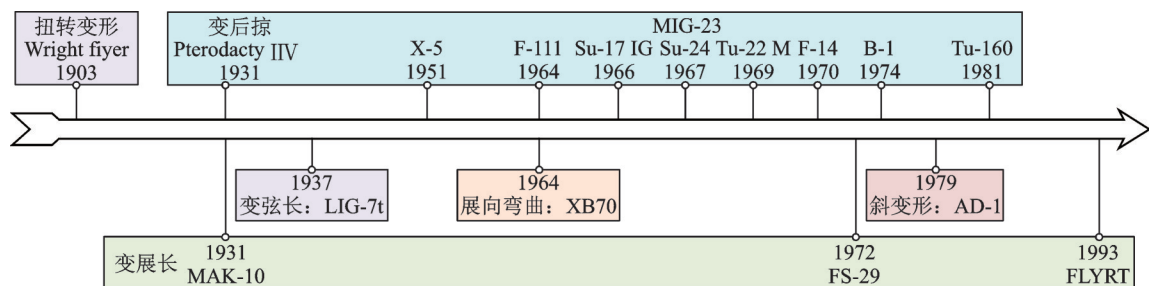 扭转变形
Wright fiyer
1903
变后掠
Pterodacty IIV
1931
X-5
1951
F-111
1964
MIG-23
Su-17 IG Su-24 Tu-22 M F-14
1966 1967 1969 1970
B-1
1974
Tu-160
1981
1937
变弦长：LIG-7t
1964
展向弯曲：XB70
1979
斜变形：AD-1
变展长
1931
MAK-10
1972
FS-29
1993
FLYRT